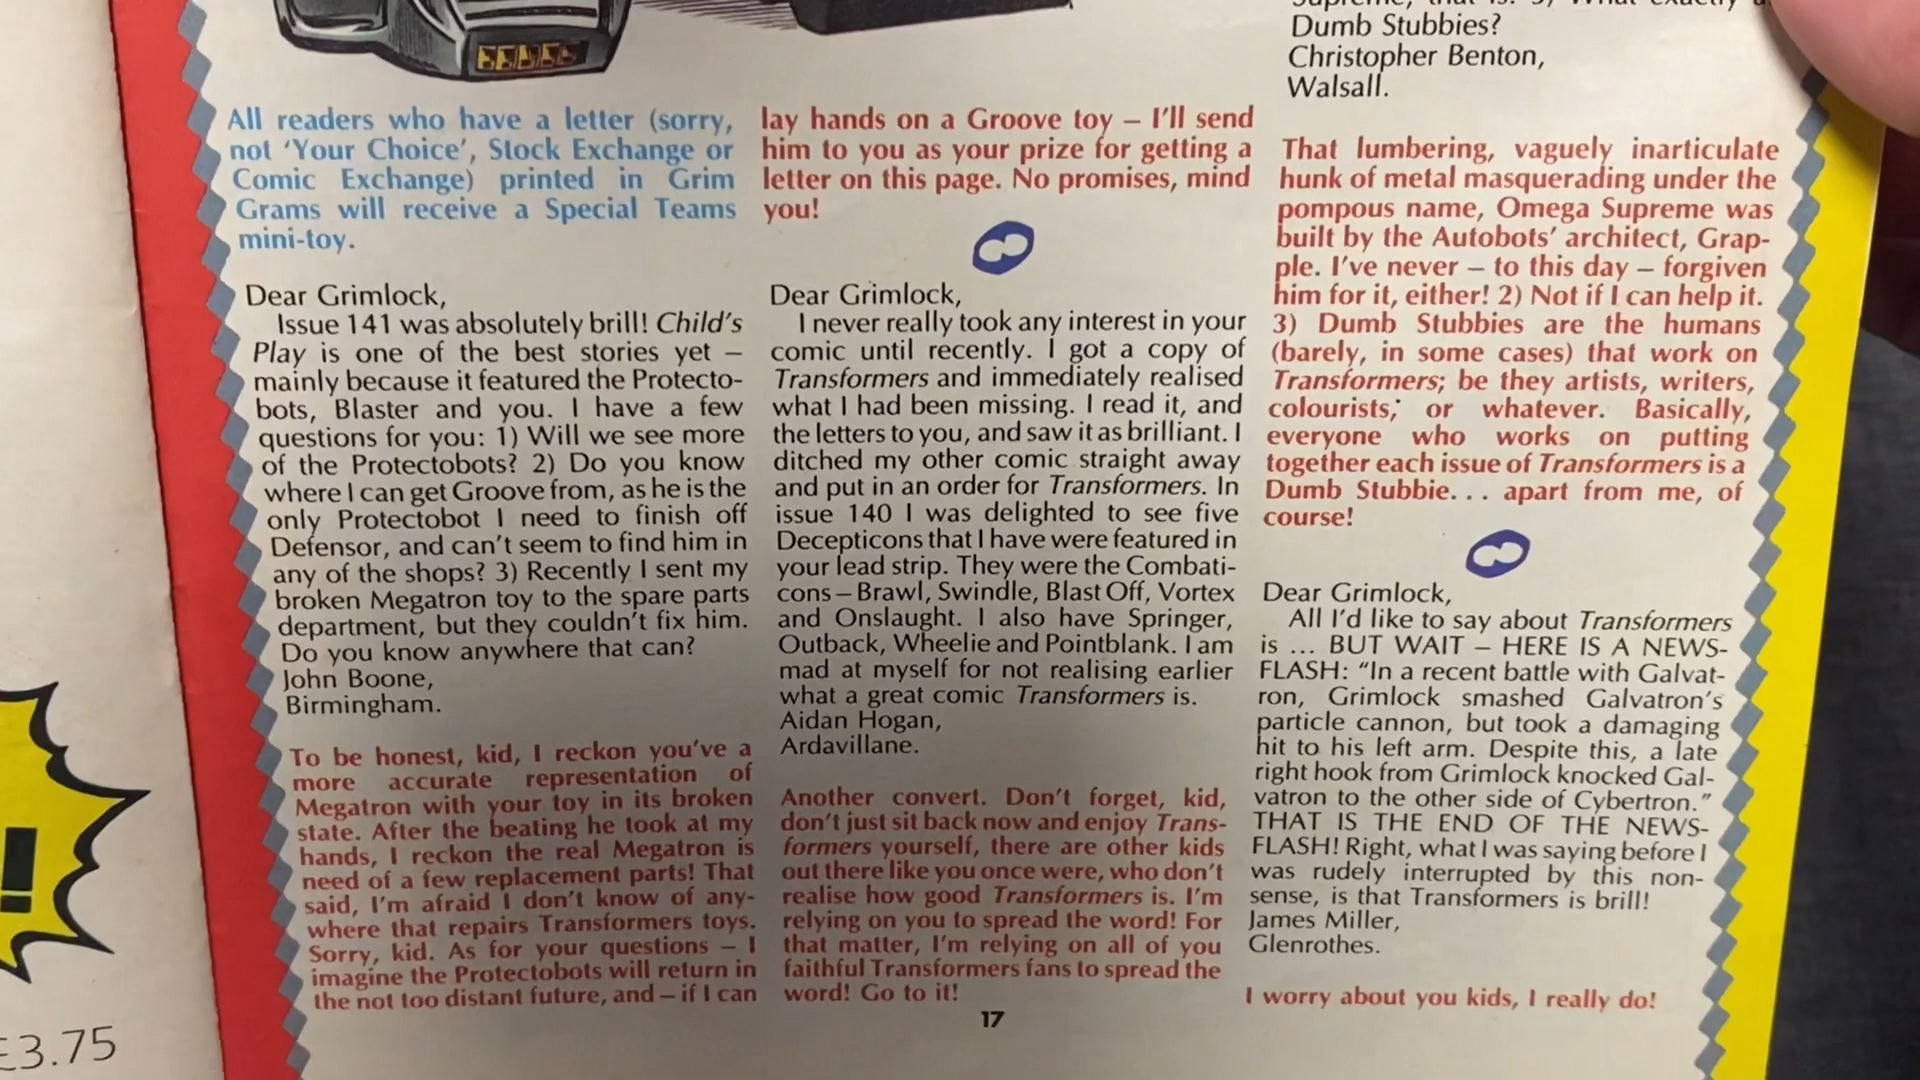 All readers who have a letter (sorry,
not 'Your Choice', Stock Exchange or
Comic Exchange) printed in Grim
Grams will receive a Special Teams
mini-toy.
Dear Grimlock,
Issue 141 was absolutely brill! Child's
Play is one of the best stories yet –
mainly because it featured the Protecto-
bots, Blaster and you. I have a few
questions for you: 1) Will we see more
of the Protectobots? 2) Do you know
where I can get Groove from, as he is the
only Protectobot I need to finish off
Defensor, and can't seem to find him in
any of the shops? 3) Recently I sent my
broken Megatron toy to the spare parts
department, but they couldn't fix him.
Do you know anywhere that can?
John Boone,
Birmingham.
To be honest, kid, I reckon you've a
more accurate representation of
Megatron with your toy in its broken
state. After the beating he took at my
hands, I reckon the real Megatron is
need of a few replacement parts! That
said, I'm afraid I don't know of any-
where that repairs Transformers toys.
Sorry, kid. As for your questions – I
imagine the Protectobots will return in
the not too distant future, and – if I can
lay hands on a Groove toy – I'll send
him to you as your prize for getting a
letter on this page. No promises, mind
you!
Dear Grimlock,
I never really took any interest in your
comic until recently. I got a copy of
Transformers and immediately realised
what I had been missing. I read it, and
the letters to you, and saw it as brilliant. I
ditched my other comic straight away
and put in an order for Transformers. In
issue 140 I was delighted to see five
Decepticons that I have were featured in
your lead strip. They were the Combati-
cons – Brawl, Swindle, Blast Off, Vortex
and Onslaught. I also have Springer,
Outback, Wheelie and Pointblank. I am
mad at myself for not realising earlier
what a great comic Transformers is.
Aidan Hogan,
Ardavillane.
Another convert. Don't forget, kid,
don't just sit back now and enjoy Trans-
formers yourself, there are other kids
out there like you once were, who don't
realise how good Transformers is. I'm
relying on you to spread the word! For
that matter, I'm relying on all of you
faithful Transformers fans to spread the
word! Go to it!
Supreme, that is. 3) What exactly a
Dumb Stubbies?
Christopher Benton,
Walsall.
That lumbering, vaguely inarticulate
hunk of metal masquerading under the
pompous name, Omega Supreme was
built by the Autobots' architect, Grap-
ple. I've never – to this day – forgiven
him for it, either! 2) Not if I can help it.
3) Dumb Stubbies are the humans
(barely, in some cases) that work on
Transformers; be they artists, writers,
colourists, or whatever. Basically,
everyone who works on putting
together each issue of Transformers is a
Dumb Stubbie... apart from me, of
course!
Dear Grimlock,
All I'd like to say about Transformers
is ... BUT WAIT – HERE IS A NEWS-
FLASH: "In a recent battle with Galvat-
ron, Grimlock smashed Galvatron's
particle cannon, but took a damaging
hit to his left arm. Despite this, a late
right hook from Grimlock knocked Gal-
vatron to the other side of Cybertron."
THAT IS THE END OF THE NEWS-
FLASH! Right, what I was saying before I
was rudely interrupted by this non-
sense, is that Transformers is brill!
James Miller,
Glenrothes.
I worry about you kids, I really do!
17
£3.75